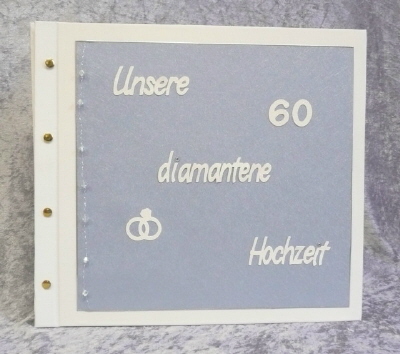 Unsere
60
diamantene
Hochzeit